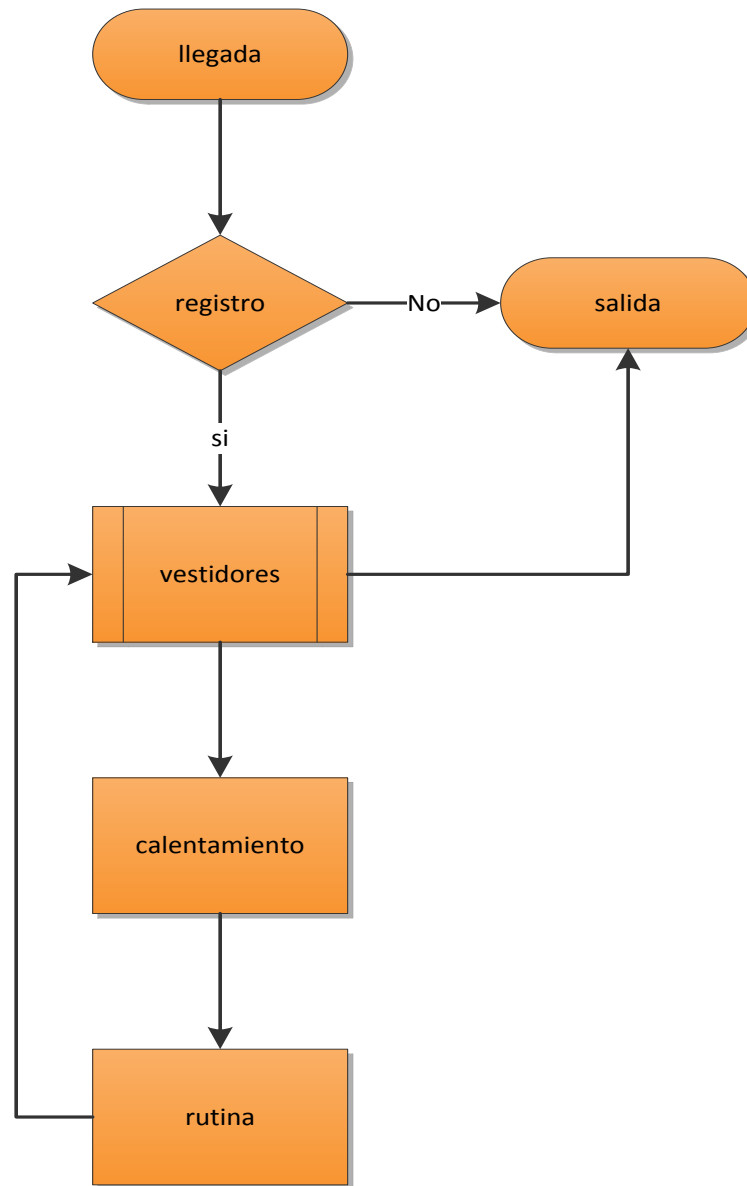 llegada
registro
No
salida
si
vestidores
calentamiento
rutina